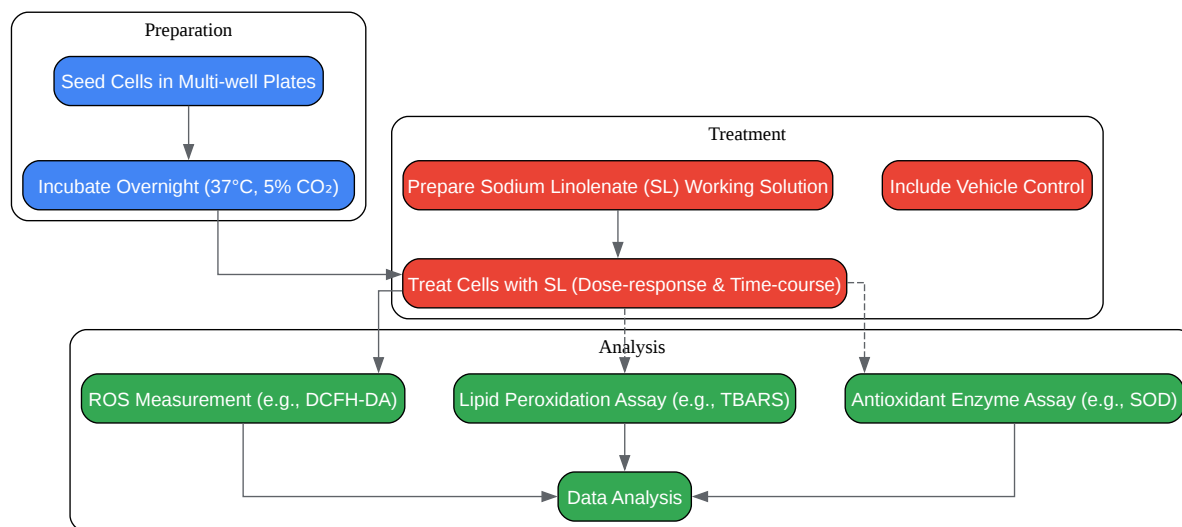 Preparation
Seed Cells in Multi-well Plates
Incubate Overnight (37°C, 5% CO₂)
Treatment
Prepare Sodium Linolenate (SL) Working Solution
Include Vehicle Control
Treat Cells with SL (Dose-response & Time-course)
Analysis
ROS Measurement (e.g., DCFH-DA)
Lipid Peroxidation Assay (e.g., TBARS)
Antioxidant Enzyme Assay (e.g., SOD)
Data Analysis